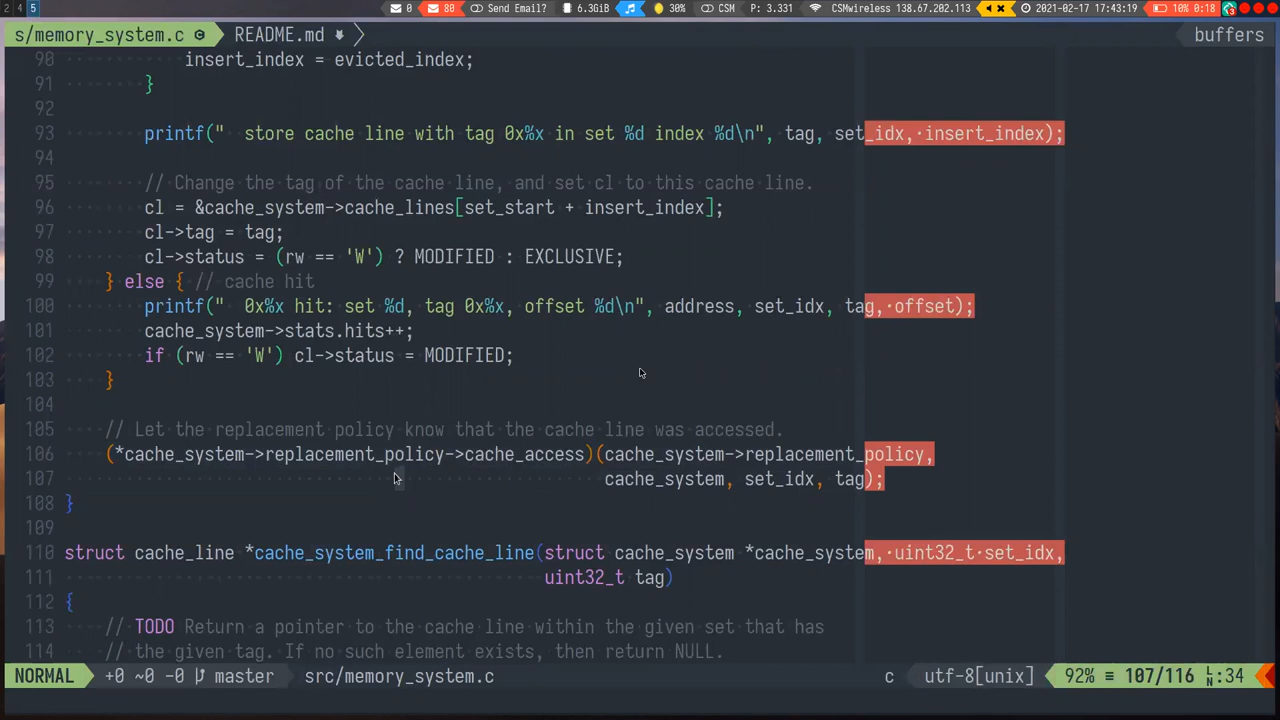 2 4 5 0 80 Send Email? 6.3GiB 30% CSM P: 3.331 CSMwireless 138.67.202.113 2021-02-17 17:43:19 10% 0:18
s/memory_system.c README.md buffers
90 insert_index = evicted_index;
91 }
92
93 printf("  store cache line with tag 0x%x in set %d index %d\n", tag, set_idx, insert_index);
94
95 // Change the tag of the cache line, and set cl to this cache line.
96 cl = &cache_system->cache_lines[set_start + insert_index];
97 cl->tag = tag;
98 cl->status = (rw == 'W') ? MODIFIED : EXCLUSIVE;
99 } else { // cache hit
100 printf("  0x%x hit: set %d, tag 0x%x, offset %d\n", address, set_idx, tag, offset);
101 cache_system->stats.hits++;
102 if (rw == 'W') cl->status = MODIFIED;
103 }
104
105 // Let the replacement policy know that the cache line was accessed.
106 (*cache_system->replacement_policy->cache_access)(cache_system->replacement_policy,
107 cache_system, set_idx, tag);
108 }
109
110 struct cache_line *cache_system_find_cache_line(struct cache_system *cache_system, uint32_t set_idx,
111 uint32_t tag)
112 {
113 // TODO Return a pointer to the cache line within the given set that has
114 // the given tag. If no such element exists, then return NULL.
NORMAL +0 ~0 -0 master src/memory_system.c c utf-8[unix] 92% ≡ 107/116 LN:34